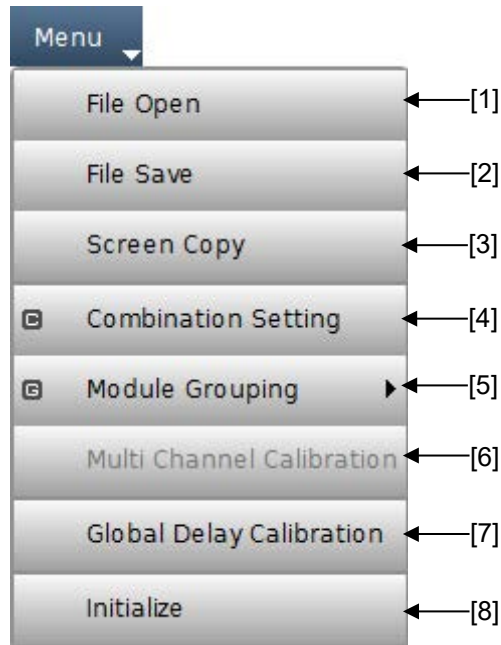 Menu
File Open [1]
File Save [2]
Screen Copy [3]
C Combination Setting [4]
G Module Grouping [5]
Multi Channel Calibration [6]
Global Delay Calibration [7]
Initialize [8]